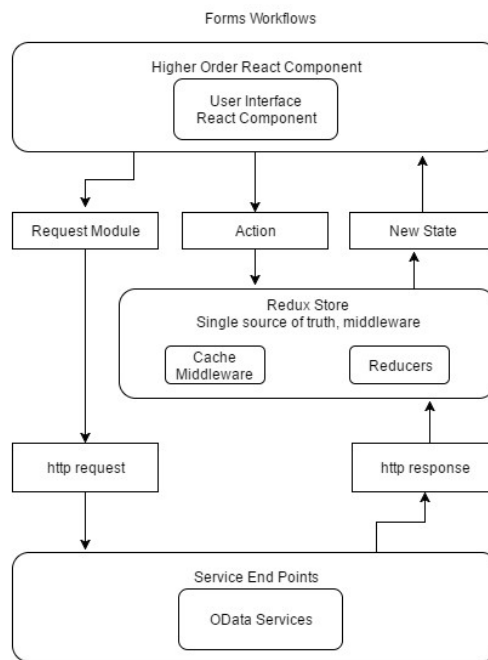 Forms Workflows
Higher Order React Component
User Interface
React Component
Request Module
Action
New State
Redux Store
Single source of truth, middleware
Cache
Middleware
Reducers
http request
http response
Service End Points
OData Services